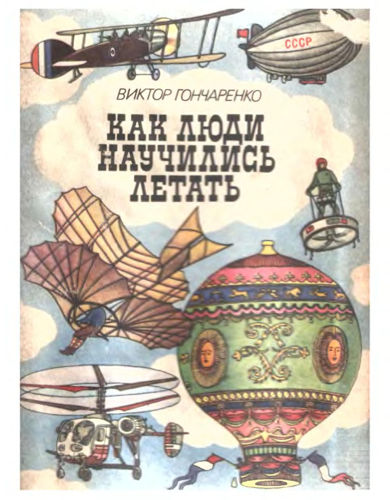 СССР
ВИКТОР ГОНЧАРЕНКО
КАК ЛЮДИ
НАУЧИЛИСЬ
ЛЕТАТЬ